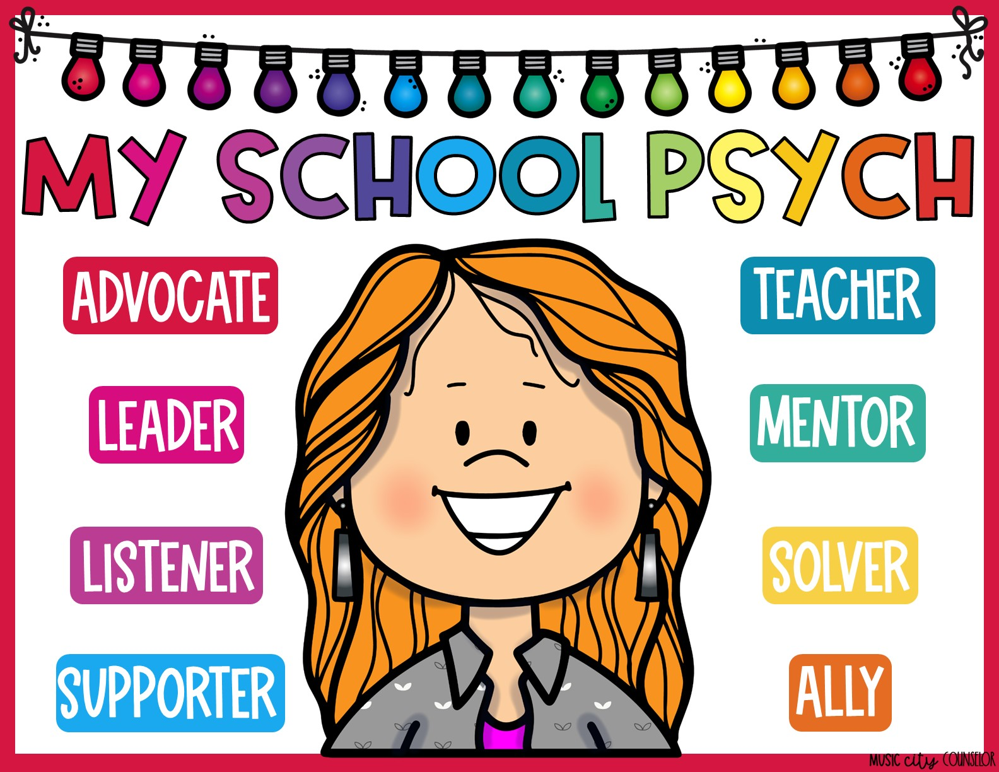 MY SCHOOL PSYCH
ADVOCATE
LEADER
LISTENER
SUPPORTER
TEACHER
MENTOR
SOLVER
ALLY
MUSIC city COUNSELOR